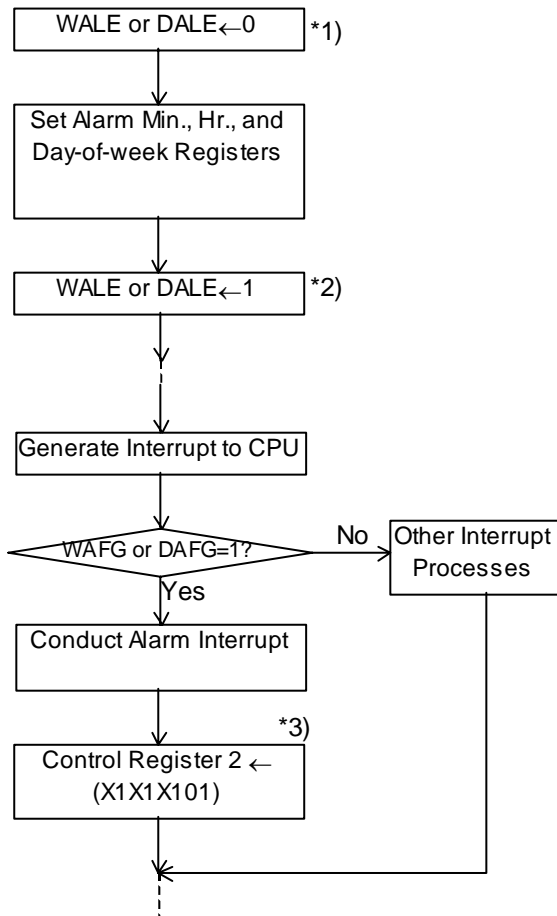 WALE or DALE←0
*1)
Set Alarm Min., Hr., and
Day-of-week Registers
WALE or DALE←1
*2)
Generate Interrupt to CPU
WAFG or DAFG=1?
No
Other Interrupt
Processes
Yes
Conduct Alarm Interrupt
*3)
Control Register 2 ←
(X1X1X101)